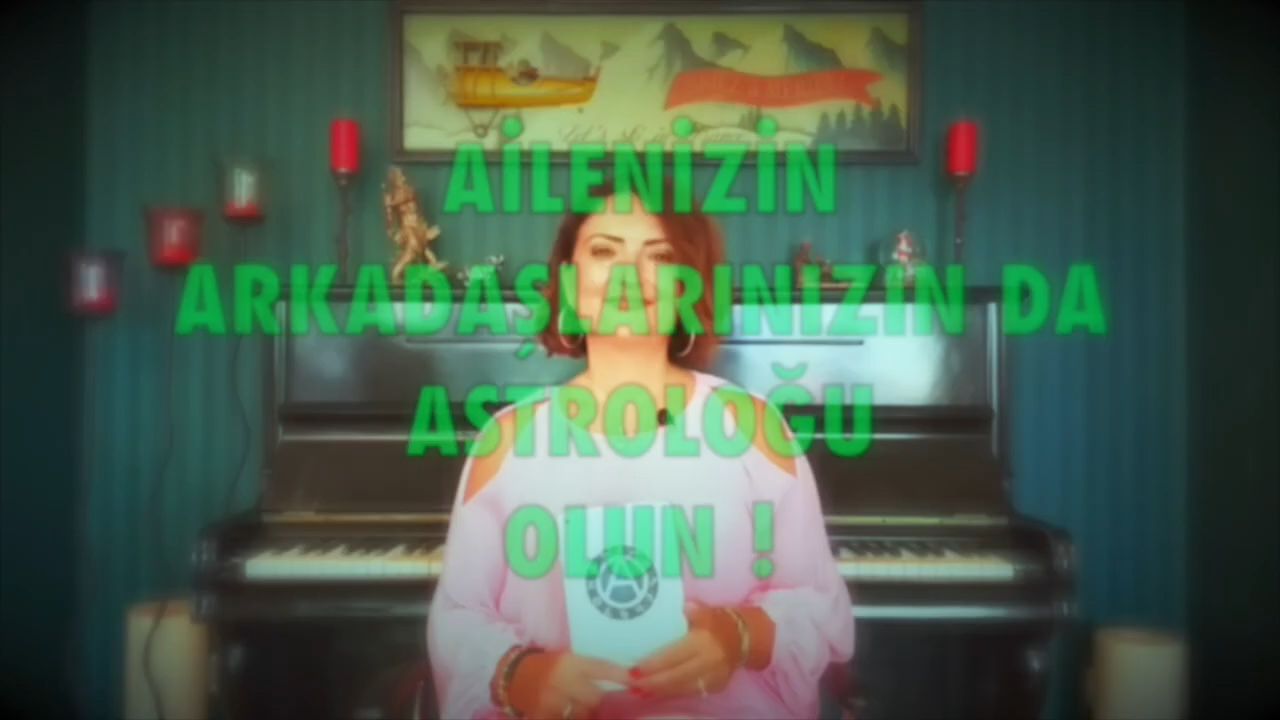 AİLENİZİN
ARKADAŞLARINIZIN DA
ASTROLOĞU
OLUN !
A